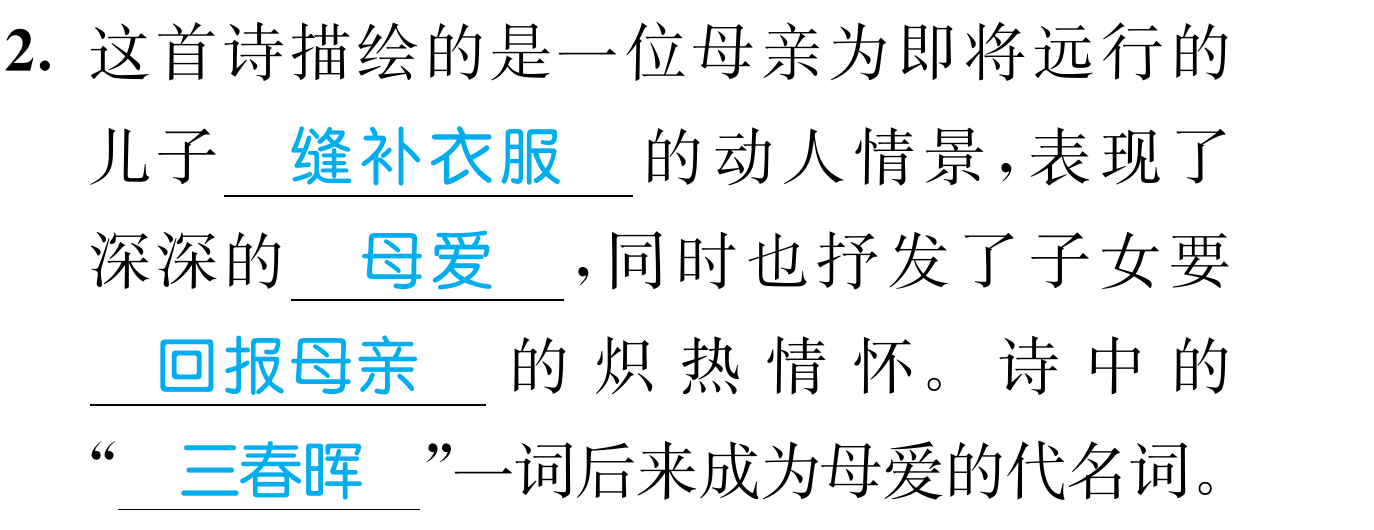 2. 这首诗描绘的是一位母亲为即将远行的
儿子 缝补衣服 的动人情景,表现了
深深的 母爱 ,同时也抒发了子女要
回报母亲 的炽热情怀。诗中的
“ 三春晖 ”一词后来成为母爱的代名词。